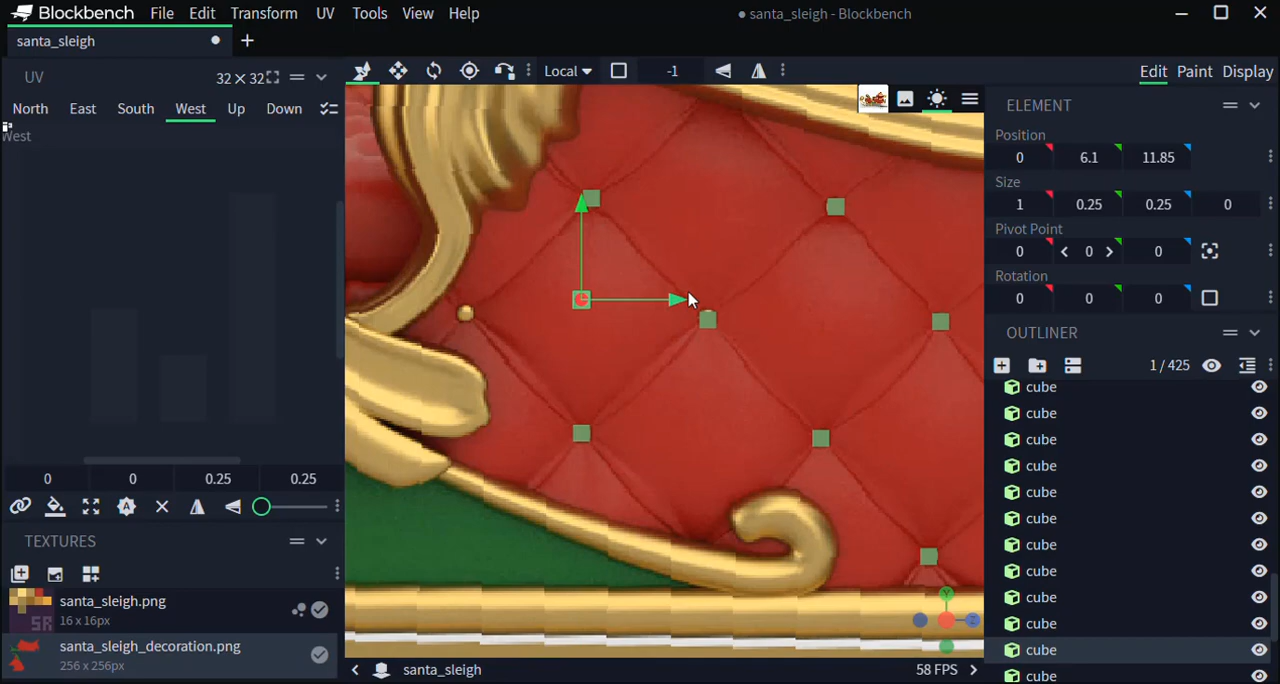 Blockbench File Edit Transform UV Tools View Help
santa_sleigh - Blockbench
santa_sleigh
UV 32 × 32
North East South West Up Down
West
0 0 0.25 0.25
TEXTURES
santa_sleigh.png
16 x 16px
santa_sleigh_decoration.png
256 x 256px
Local -1
santa_sleigh
58 FPS
Edit Paint Display
ELEMENT
Position
0 6.1 11.85
Size
1 0.25 0.25 0
Pivot Point
0 0 0
Rotation
0 0 0
OUTLINER
1 / 425
cube
cube
cube
cube
cube
cube
cube
cube
cube
cube
cube
cube